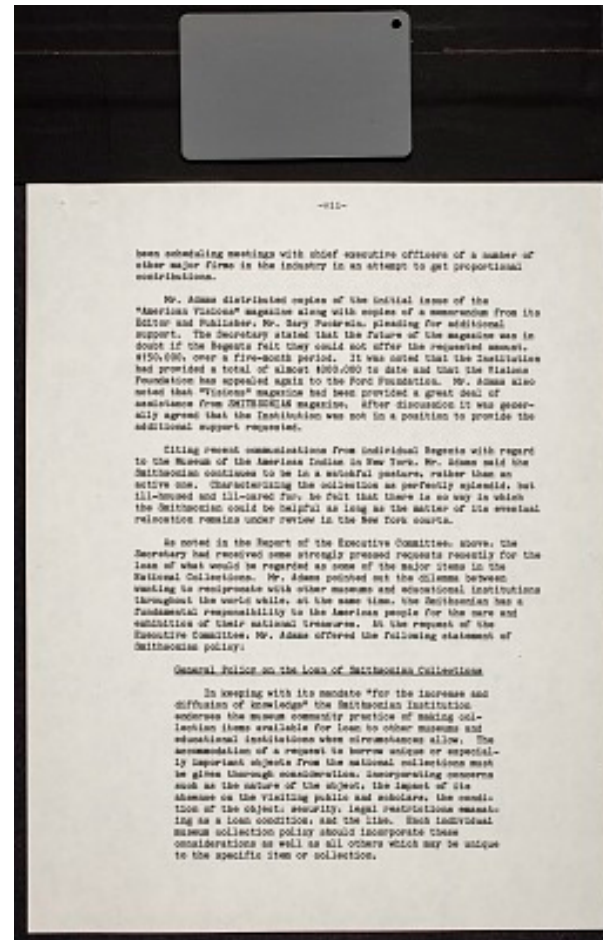 been scheduling meetings with chief executive officers of a number of
other major firms in the industry in an attempt to get proportional
contributions.
Mr. Adams distributed copies of the initial issue of the
"American Visions" magazine along with copies of a memorandum from its
Editor and Publisher, Mr. Gary Puckrein, pleading for additional
support. The Secretary stated that the future of the magazine was in
doubt if the Regents felt they could not offer the requested amount,
$150,000, over a five-month period. It was noted that the Institution
had provided a total of almost to date and that the Visions
Foundation has appealed again to the Ford Foundation. Mr. Adams also
noted that "Visions" magazine had been provided a great deal of
assistance from SMITHSONIAN magazine. After discussion it was gener-
ally agreed that the Institution was not in a position to provide the
additional support requested.
Citing recent communications from individual Regents with regard
to the Museum of the American Indian in New York, Mr. Adams said the
Smithsonian continues to be in a watchful posture, rather than an
active one. Characterizing the collection as perfectly splendid, but
ill-housed and ill-cared for, he felt that there is no way in which
the Smithsonian could be helpful as long as the matter of its eventual
relocation remains under review in the New York courts.
As noted in the Report of the Executive Committee, above, the
Secretary had received some strongly pressed requests recently for the
loan of what would be regarded as some of the major items in the
National Collections. Mr. Adams pointed out the dilemma between
wanting to reciprocate with other museums and educational institutions
throughout the world while, at the same time, the Smithsonian has a
fundamental responsibility to the American people for the care and
exhibition of their national treasures. At the request of the
Executive Committee, Mr. Adams offered the following statement of
Smithsonian policy:
General Policy on the Loan of Smithsonian Collections
In keeping with its mandate "for the increase and
diffusion of knowledge" the Smithsonian Institution
endorses the museum community practice of making col-
lection items available for loan to other museums and
educational institutions when circumstances allow. The
accommodation of a request to borrow unique or especial-
ly important objects from the national collections must
be given thorough consideration, incorporating concerns
such as the nature of the object; the impact of its
absence on the visiting public and scholars, the condi-
tion of the object; security; legal restrictions emanat-
ing as a loan condition, and the like. Each individual
museum collection policy should incorporate these
considerations as well as all others which may be unique
to the specific item or collection.